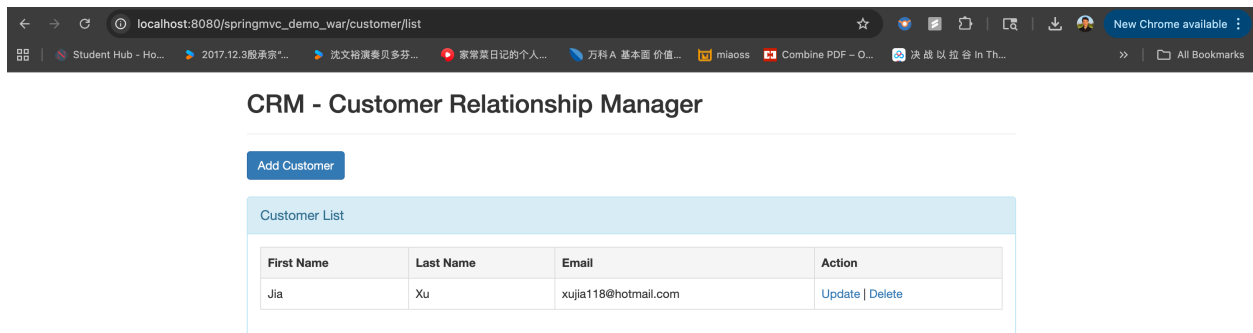 localhost:8080/springmvc_demo_war/customer/list
New Chrome available
Student Hub - Ho...
2017.12.3殷承宗“...
沈文裕演奏贝多芬...
家常菜日记的个人...
万科A 基本面 价值...
miaoss
Combine PDF – O...
决 战 以 拉 谷 In Th...
All Bookmarks
CRM - Customer Relationship Manager
Add Customer
Customer List
First Name Last Name Email Action
Jia Xu xujia118@hotmail.com Update | Delete